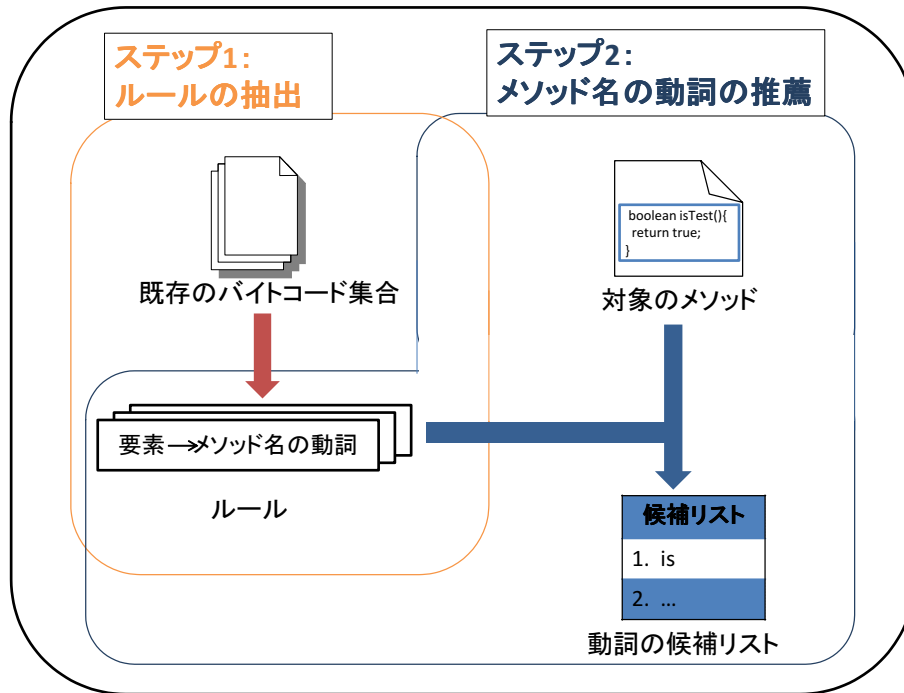 ステップ1:
ルールの抽出
ステップ2:
メソッド名の動詞の推薦
boolean isTest(){
return true;
}
既存のバイトコード集合
対象のメソッド
要素→メソッド名の動詞
ルール
候補リスト
1. is
2. ...
動詞の候補リスト